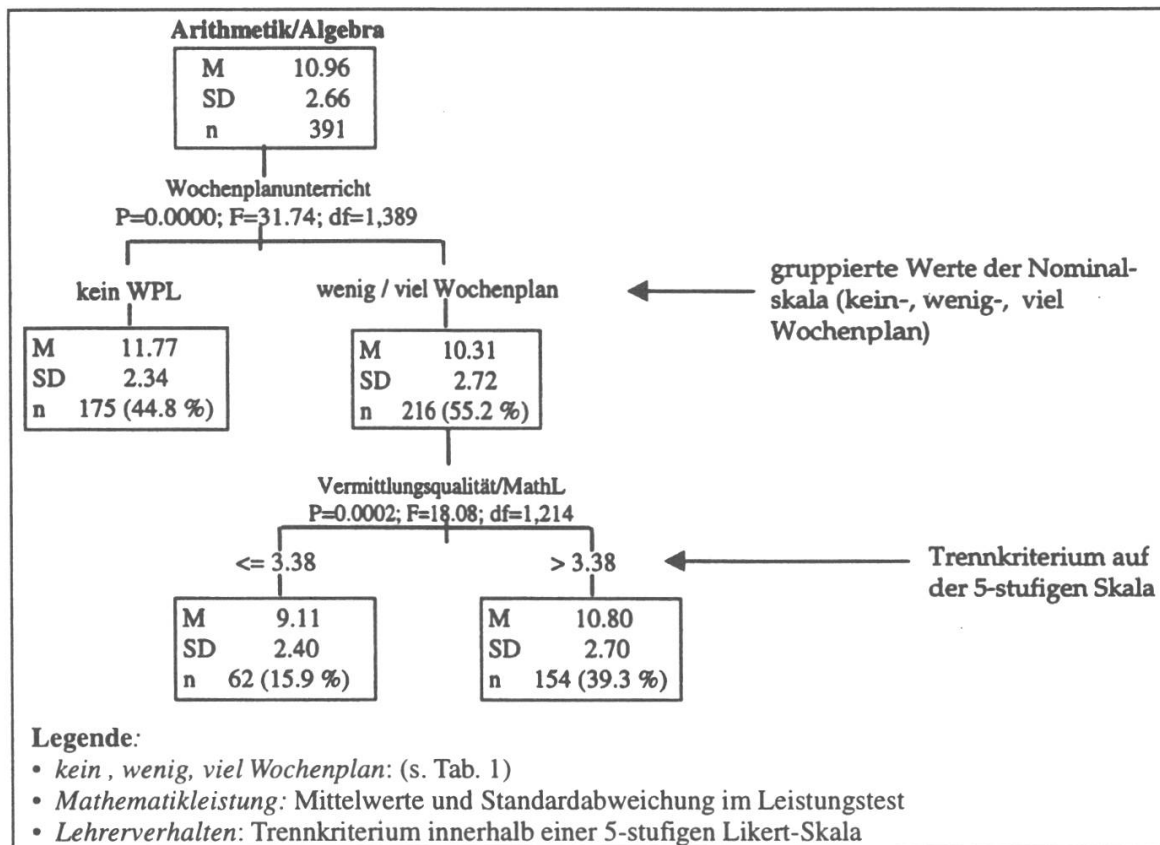 Arithmetik/Algebra
M 10.96
SD 2.66
n 391
Wochenplanunterricht
P=0.0000; F=31.74; df=1,389
kein WPL
wenig / viel Wochenplan
gruppierte Werte der Nominal-
skala (kein-, wenig-, viel
Wochenplan)
M 11.77
SD 2.34
n 175 (44.8 %)
M 10.31
SD 2.72
n 216 (55.2 %)
Vermittlungsqualität/MathL
P=0.0002; F=18.08; df=1,214
<= 3.38
> 3.38
Trennkriterium auf
der 5-stufigen Skala
M 9.11
SD 2.40
n 62 (15.9 %)
M 10.80
SD 2.70
n 154 (39.3 %)
Legende:
• kein , wenig, viel Wochenplan: (s. Tab. 1)
• Mathematikleistung: Mittelwerte und Standardabweichung im Leistungstest
• Lehrerverhalten: Trennkriterium innerhalb einer 5-stufigen Likert-Skala